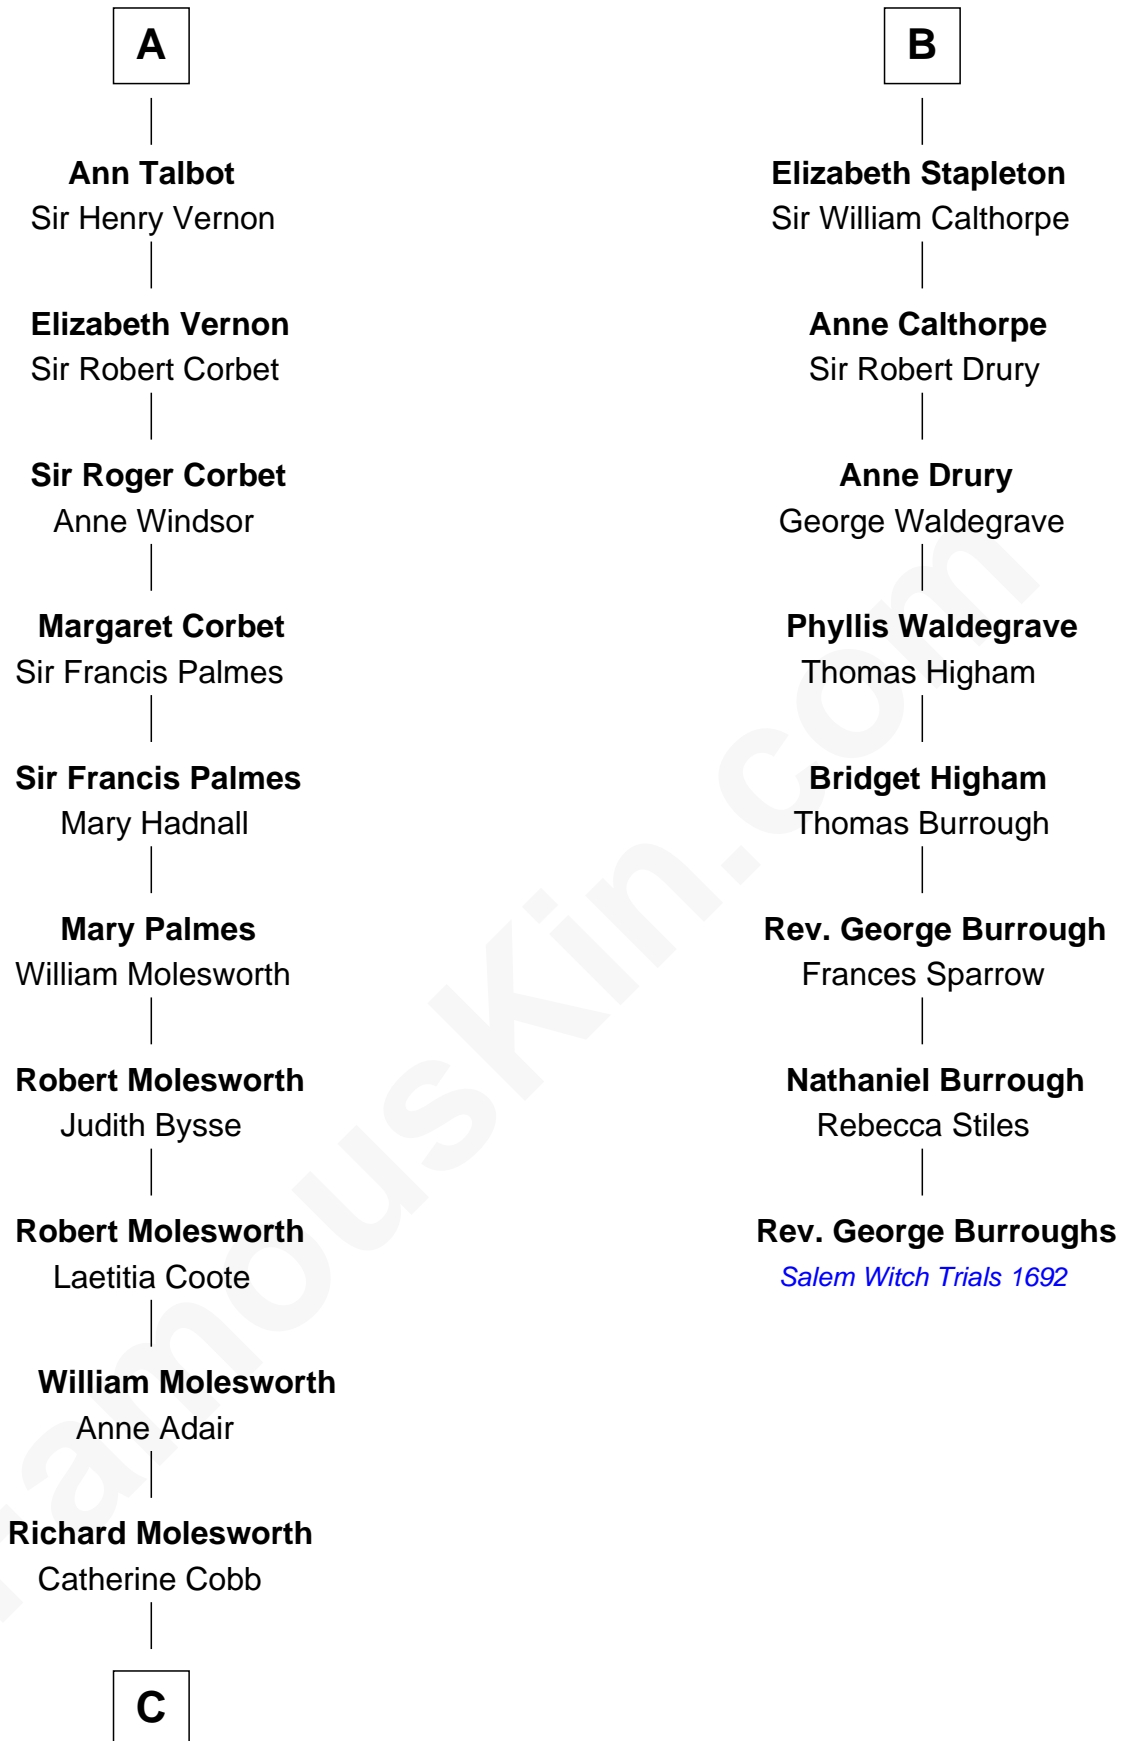 A
Ann Talbot
Sir Henry Vernon
Elizabeth Vernon
Sir Robert Corbet
Sir Roger Corbet
Anne Windsor
Margaret Corbet
Sir Francis Palmes
Sir Francis Palmes
Mary Hadnall
Mary Palmes
William Molesworth
Robert Molesworth
Judith Bysse
Robert Molesworth
Laetitia Coote
William Molesworth
Anne Adair
Richard Molesworth
Catherine Cobb
C
B
Elizabeth Stapleton
Sir William Calthorpe
Anne Calthorpe
Sir Robert Drury
Anne Drury
George Waldegrave
Phyllis Waldegrave
Thomas Higham
Bridget Higham
Thomas Burrough
Rev. George Burrough
Frances Sparrow
Nathaniel Burrough
Rebecca Stiles
Rev. George Burroughs
Salem Witch Trials 1692
FamousKin.com